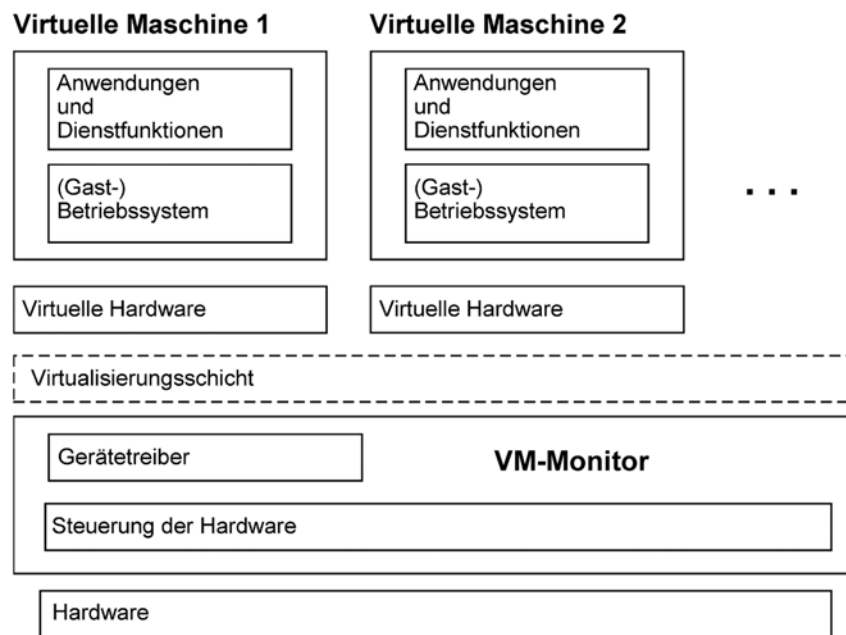 Virtuelle Maschine 1
Virtuelle Maschine 2
Anwendungen
und
Dienstfunktionen
(Gast-)
Betriebssystem
Anwendungen
und
Dienstfunktionen
(Gast-)
Betriebssystem
. . .
Virtuelle Hardware
Virtuelle Hardware
Virtualisierungsschicht
Gerätetreiber
VM-Monitor
Steuerung der Hardware
Hardware